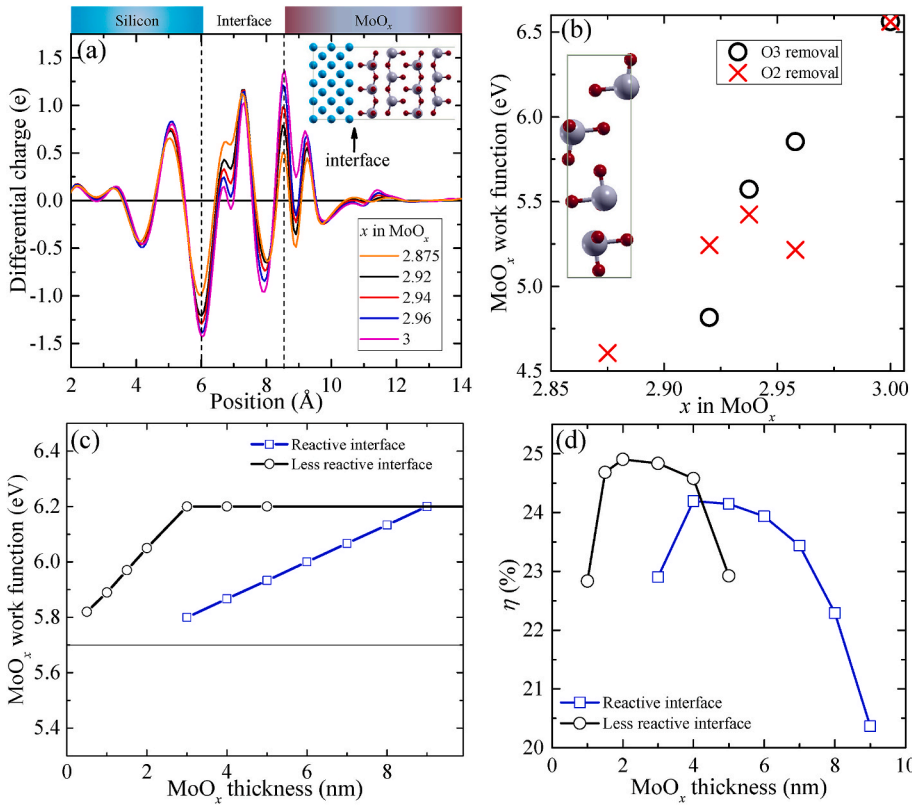 Silicon Interface MoOₓ
(a)
interface
x in MoOₓ
2.875
2.92
2.94
2.96
3
1.5
1.0
0.5
0.0
-0.5
-1.0
-1.5
Differential charge (e)
2 4 6 8 10 12 14
Position (Å)
(b)
O3 removal
O2 removal
6.5
6.0
5.5
5.0
4.5
MoOₓ work function (eV)
2.85 2.90 2.95 3.00
x in MoOₓ
(c)
Reactive interface
Less reactive interface
6.4
6.2
6.0
5.8
5.6
5.4
MoOₓ work function (eV)
0 2 4 6 8
MoOₓ thickness (nm)
(d)
Reactive interface
Less reactive interface
25
24
23
22
21
20
η (%)
0 2 4 6 8 10
MoOₓ thickness (nm)